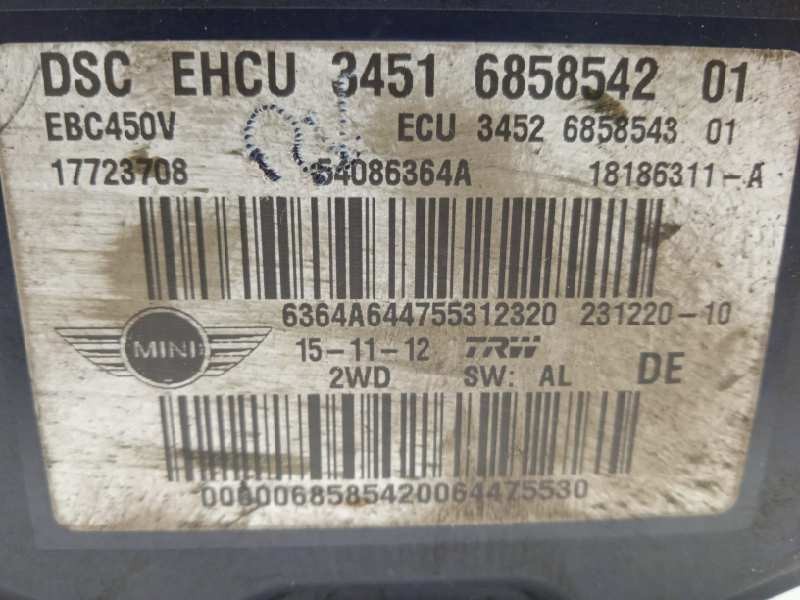 DSC EHCU 3451 6858542 01
EBC450V ECU 3452 6858543 01
17723708 54086364A 18186311-A
6364A644755312320 231220-10
MINI 15-11-12 TRW DE
2WD SW: AL
0000068585420064475530